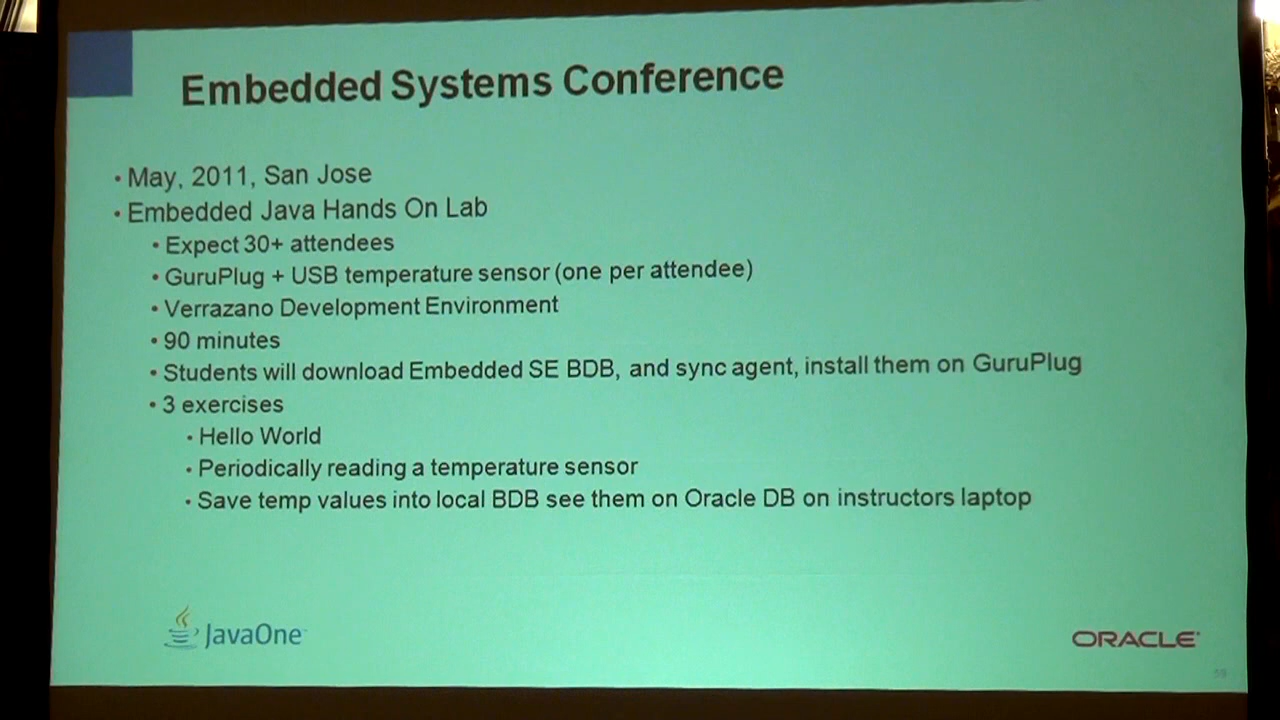 Embedded Systems Conference
• May, 2011, San Jose
• Embedded Java Hands On Lab
• Expect 30+ attendees
• GuruPlug + USB temperature sensor (one per attendee)
• Verrazano Development Environment
• 90 minutes
• Students will download Embedded SE BDB, and sync agent, install them on GuruPlug
• 3 exercises
• Hello World
• Periodically reading a temperature sensor
• Save temp values into local BDB see them on Oracle DB on instructors laptop
JavaOne™
ORACLE®